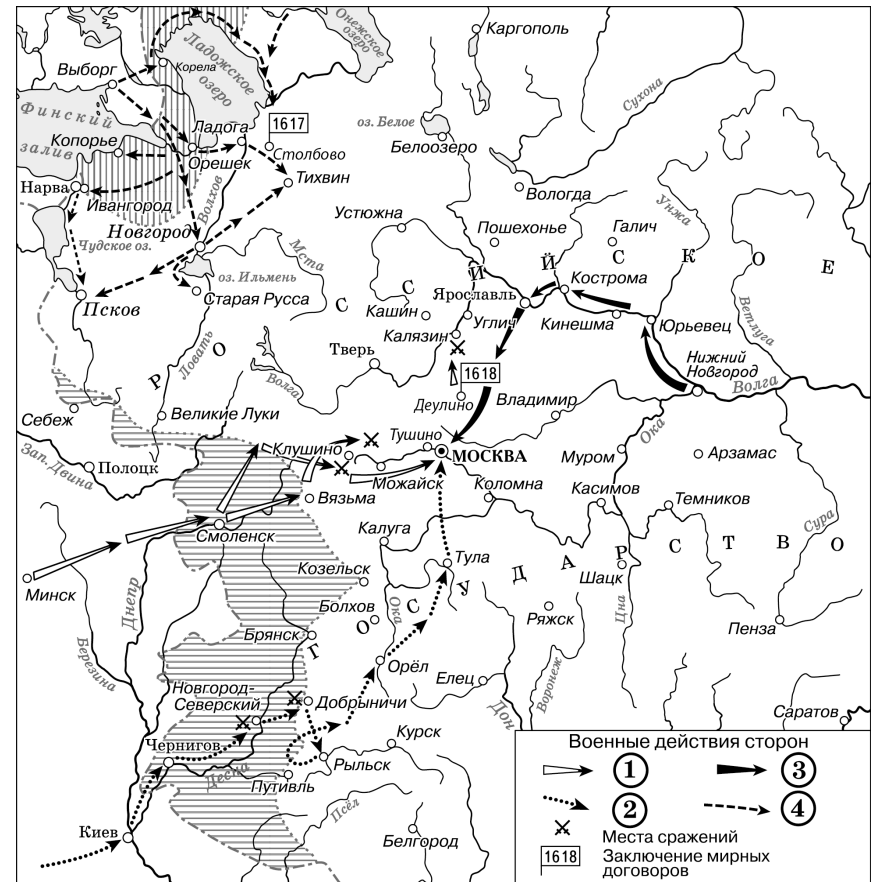 Каргополь
Онежское
озеро
Ладожское
озеро
Корела
Выборг
Сухона
Финский
залив
Ладога
1617
оз. Белое
Белоозеро
Копорье
Орешек
Столбово
Нарва
Ивангород
Волхов
Тихвин
Вологда
Новгород
Устюжна
Пошехонье
Галич
Унжа
Чудское оз.
Мста
оз. Ильмень
РОССИЙСКОЕ
Псков
Старая Русса
Кострома
Ярославль
Кашин
Углич
Кинешма
Юрьевец
Ветлуга
Калязин
Ловать
Тверь
Волга
1618
Деулино
Нижний
Новгород
Волга
Себеж
Великие Луки
Владимир
Ока
Зап. Двина
Полоцк
Клушино
Тушино
МОСКВА
Муром
Арзамас
Можайск
Вязьма
Коломна
Касимов
Темников
Смоленск
Калуга
Сура
Минск
Днепр
Козельск
Тула
ГОСУДАРСТВО
Шацк
Цна
Болхов
Ока
Ряжск
Пенза
Березина
Брянск
Орёл
Воронеж
Елец
Дон
Новгород-
Северский
Добрыничи
Саратов
Чернигов
Курск
Десна
Рыльск
Путивль
Псёл
Киев
Белгород
Военные действия сторон
1
3
2
4
Места сражений
1618
Заключение мирных
договоров